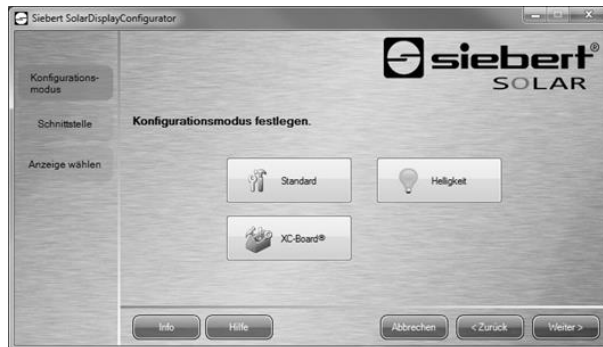 Siebert SolarDisplayConfigurator
siebert®
SOLAR
Konfigurations-
modus
Schnittstelle
Anzeige wählen
Konfigurationsmodus festlegen.
Standard
Helligkeit
XC-Board®
Info
Hilfe
Abbrechen
< Zurück
Weiter >